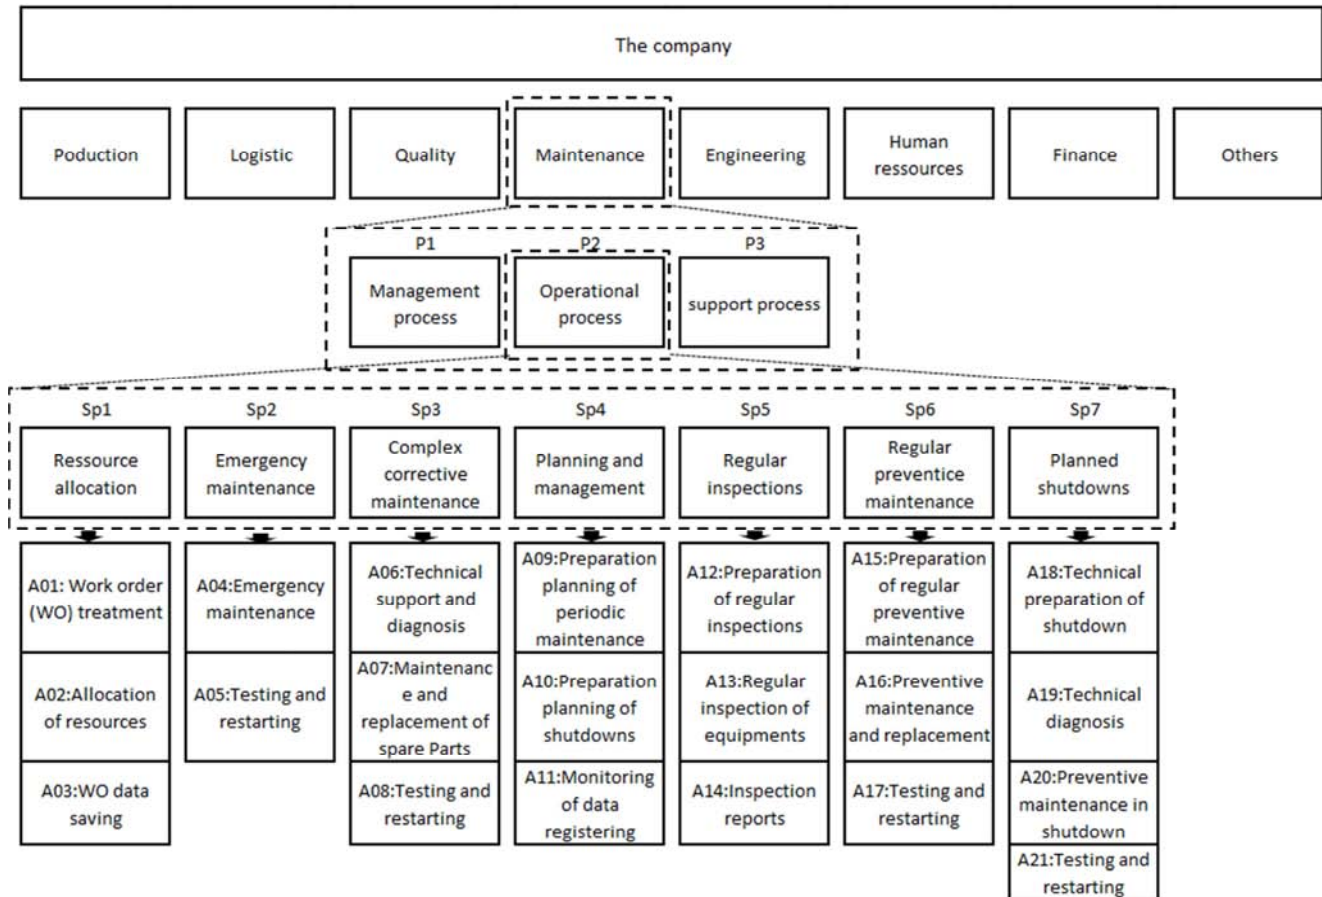 The company
Poduction
Logistic
Quality
Maintenance
Engineering
Human
ressources
Finance
Others
P1
P2
P3
Management
process
Operational
process
support process
Sp1
Sp2
Sp3
Sp4
Sp5
Sp6
Sp7
Ressource
allocation
Emergency
maintenance
Complex
corrective
maintenance
Planning and
management
Regular
inspections
Regular
preventice
maintenance
Planned
shutdowns
A01: Work order
(WO) treatment
A02:Allocation
of resources
A03:WO data
saving
A04:Emergency
maintenance
A05:Testing and
restarting
A06:Technical
support and
diagnosis
A07:Maintenanc
e and
replacement of
spare Parts
A08:Testing and
restarting
A09:Preparation
planning of
periodic
maintenance
A10:Preparation
planning of
shutdowns
A11:Monitoring
of data
registering
A12:Preparation
of regular
inspections
A13:Regular
inspection of
equipments
A14:Inspection
reports
A15:Preparation
of regular
preventive
maintenance
A16:Preventive
maintenance
and replacement
A17:Testing and
restarting
A18:Technical
preparation of
shutdown
A19:Technical
diagnosis
A20:Preventive
maintenance in
shutdown
A21:Testing and
restarting